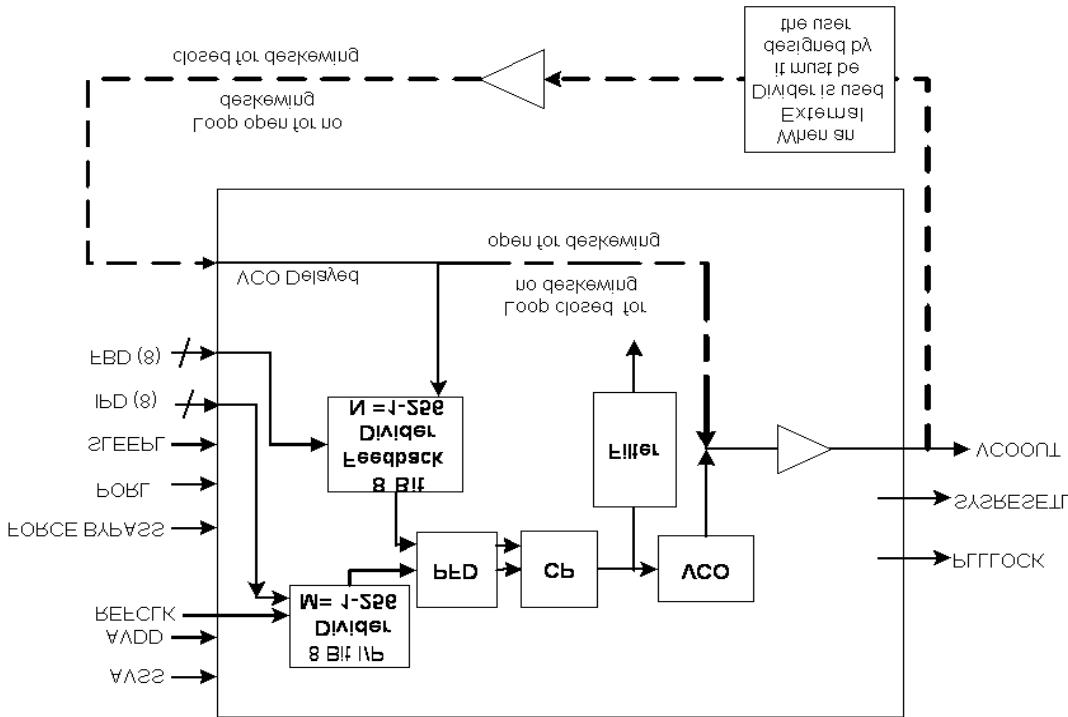 AVSS
AVDD
REFCLK
FORCE BYPASS
PORL
SLEEPL
IPD (8)
FBD (8)
8 Bit I/P
Divider
M= 1-256
PFD
CP
VCO
PLLLOCK
SYSRESETL
VCOOUT
8 Bit
Feedback
Divider
N =1-256
Filter
Loop closed for
no deskewing
open for deskewing
VCO Delayed
Loop open for no
deskewing
closed for deskewing
When an
External
Divider is used
it must be
designed by
the user